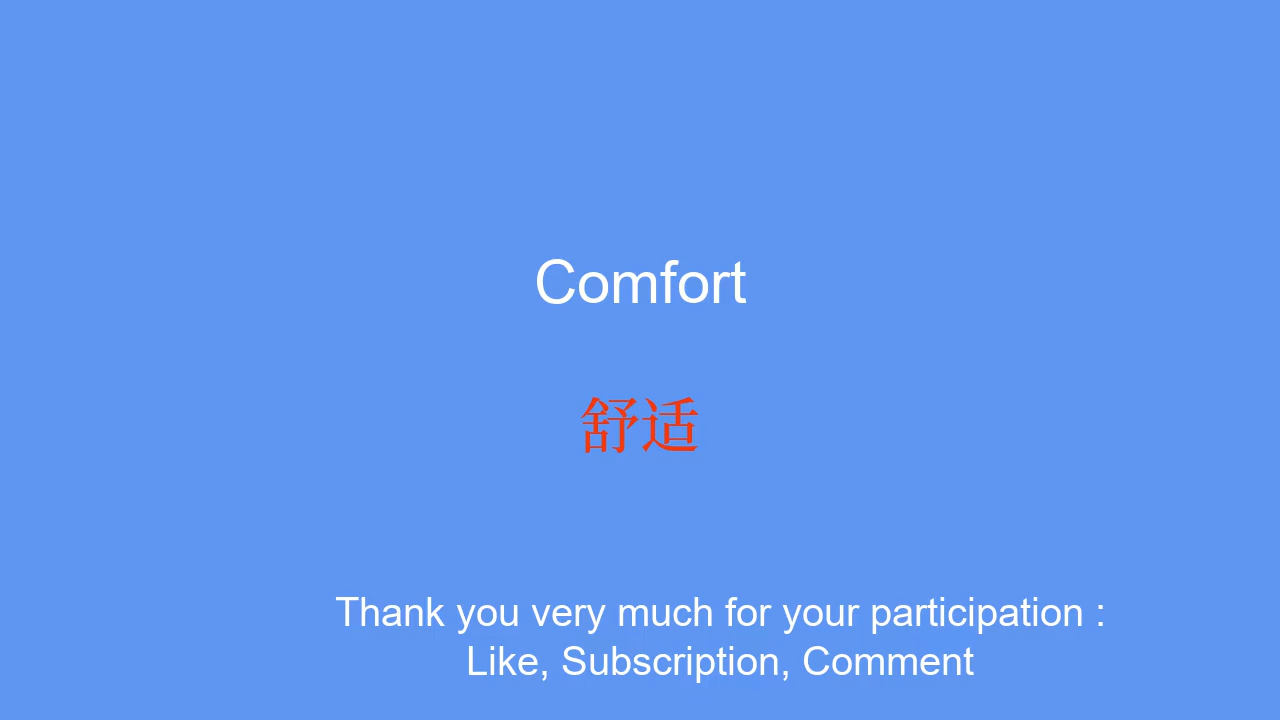 Comfort
舒适
Thank you very much for your participation :
Like, Subscription, Comment